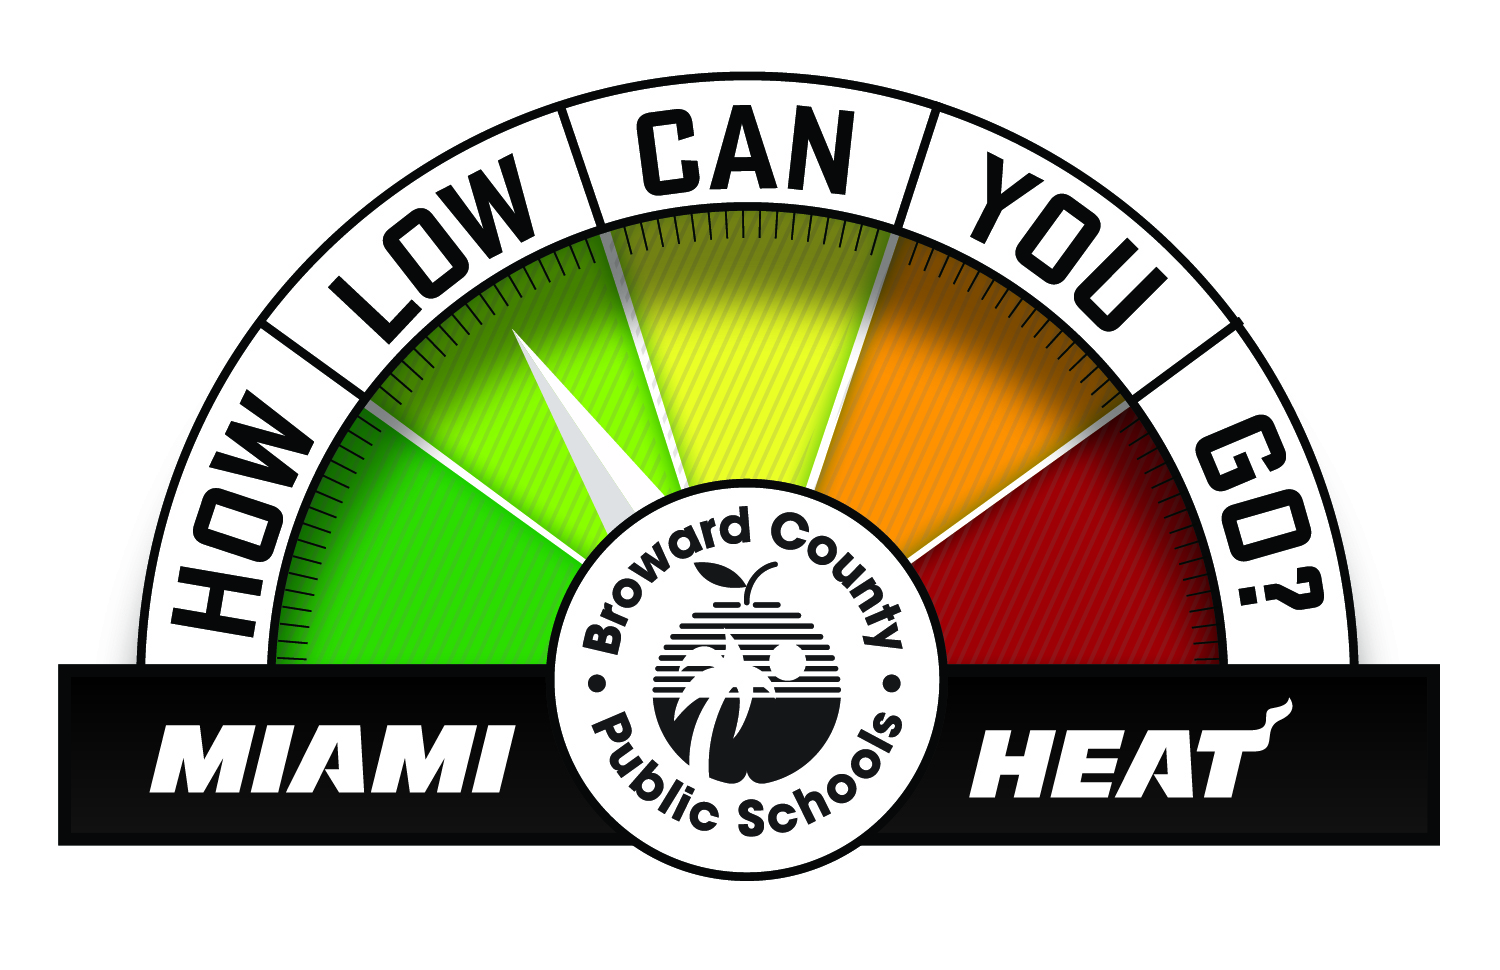 HOW LOW CAN YOU GO?
Broward County
Public Schools
MIAMI HEAT